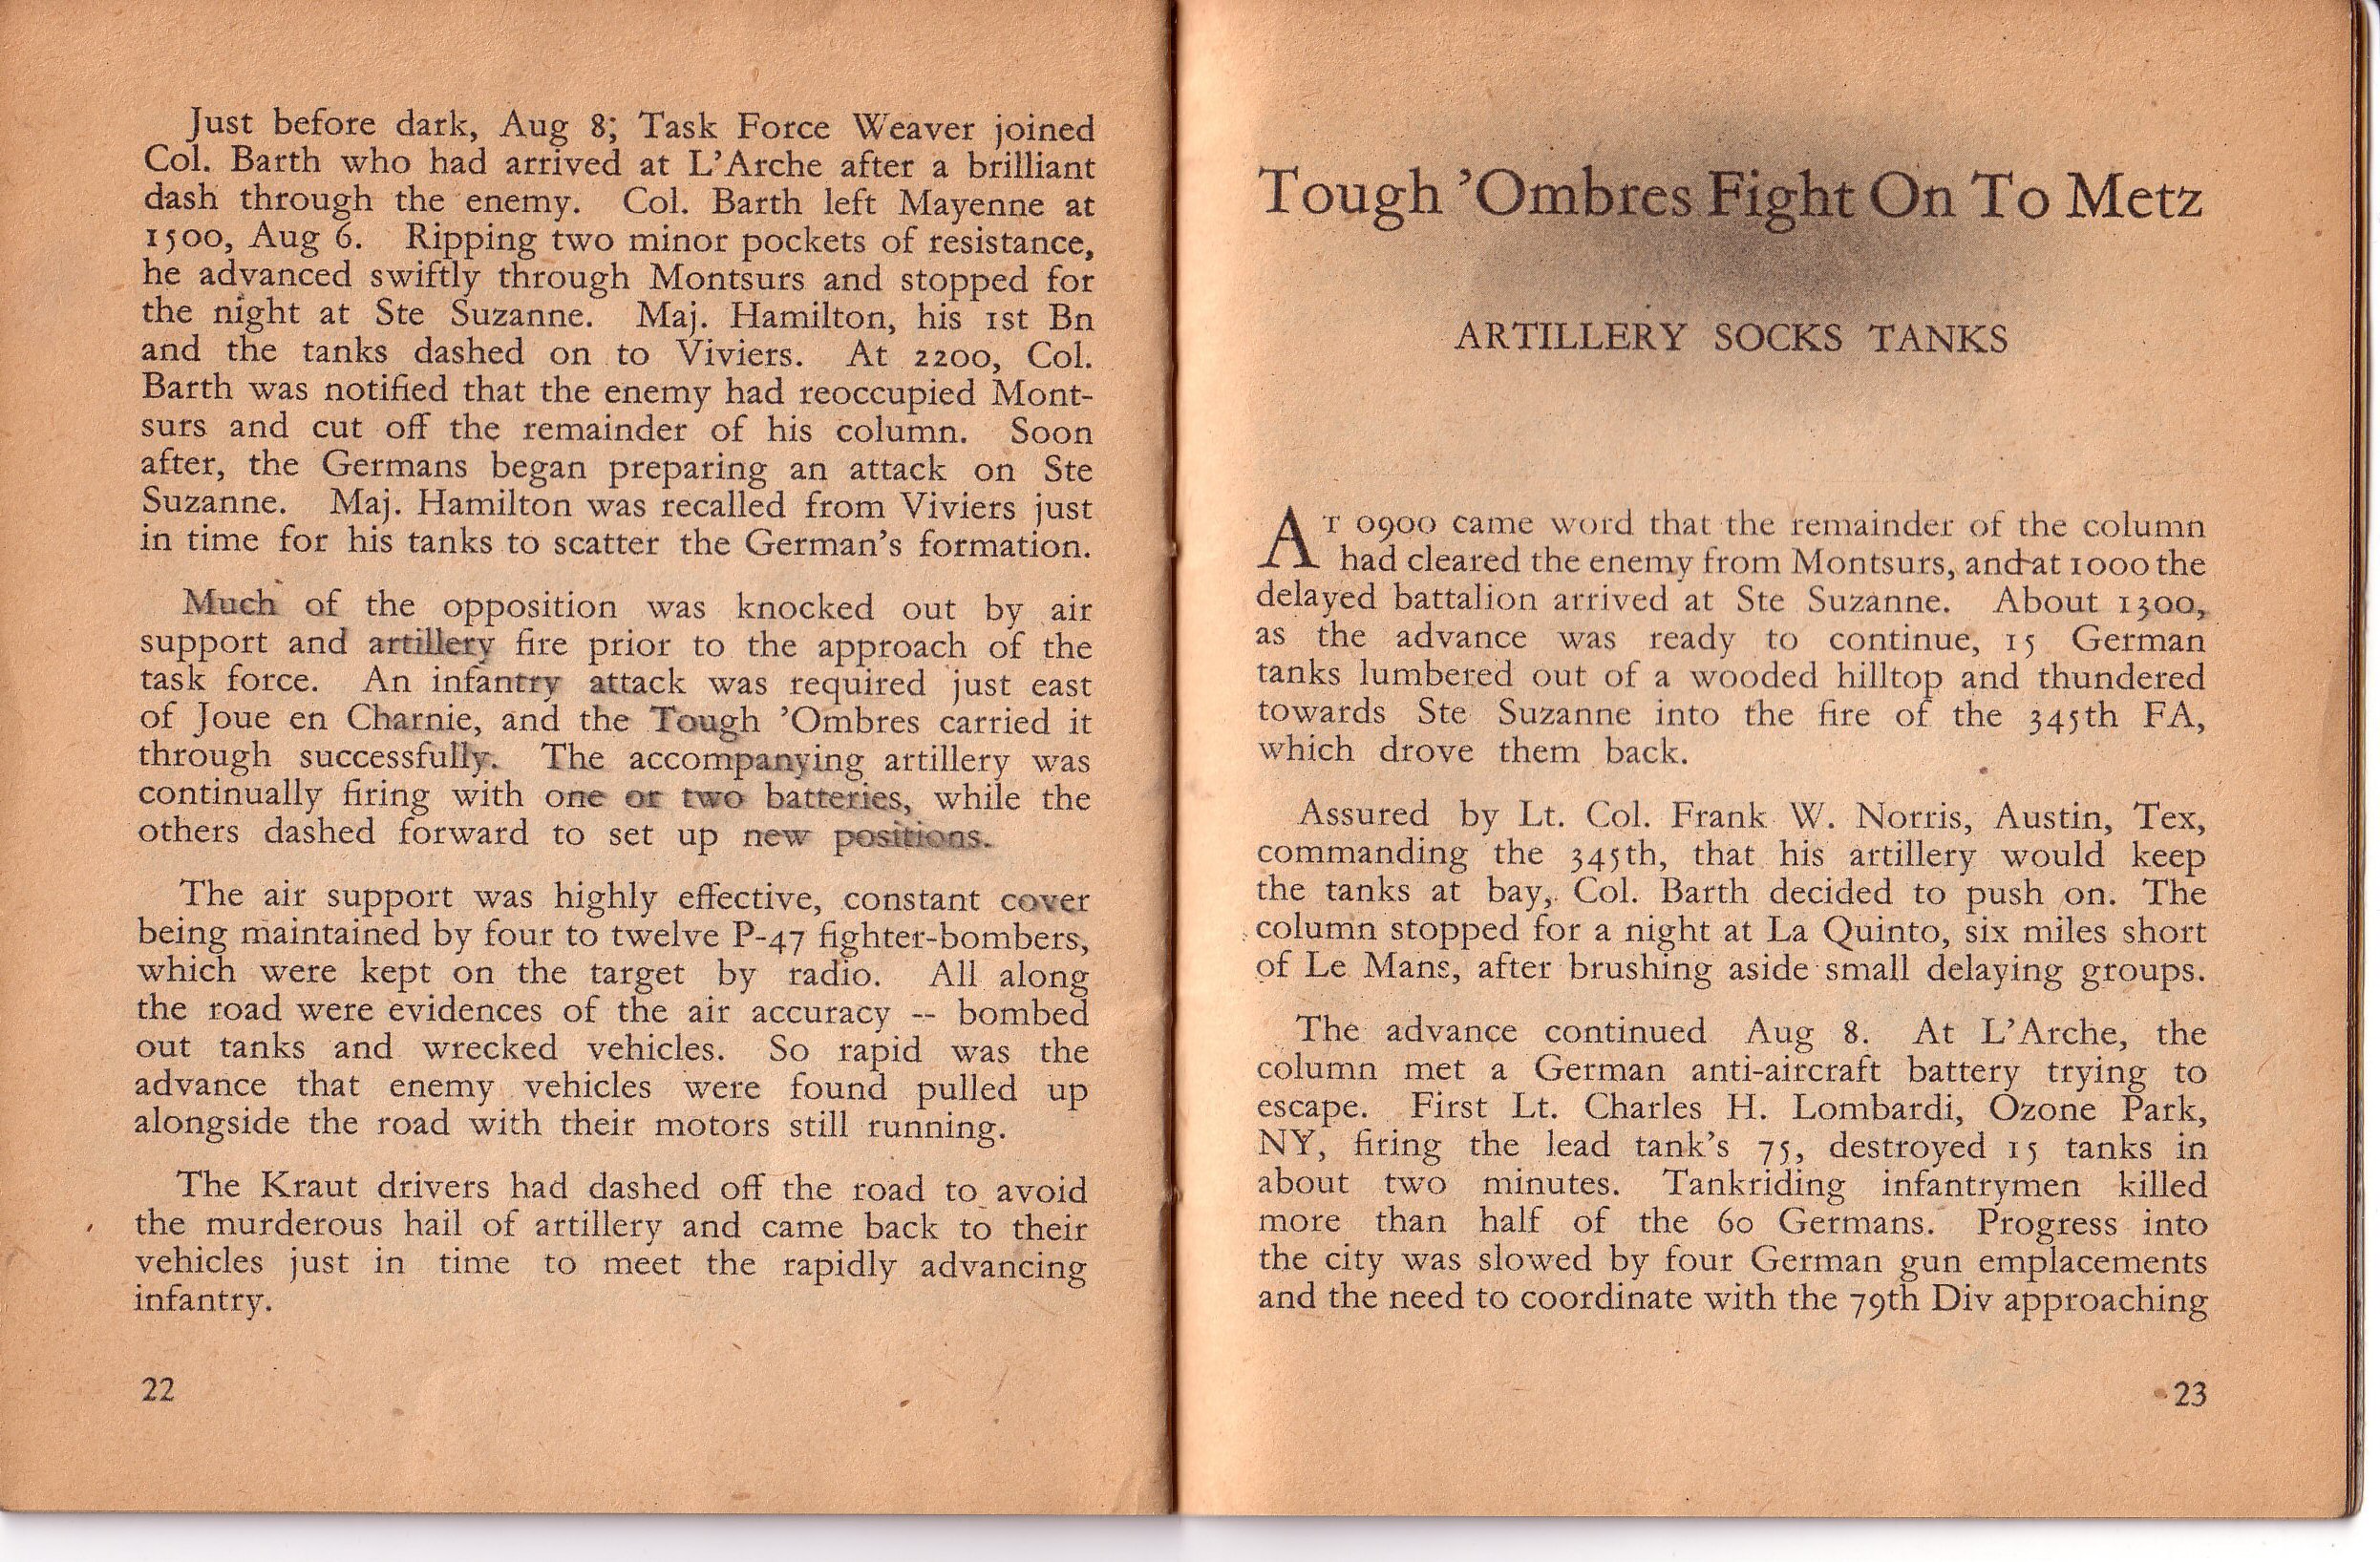 Just before dark, Aug 8; Task Force Weaver joined
Col. Barth who had arrived at L'Arche after a brilliant
dash through the enemy. Col. Barth left Mayenne at
1500, Aug 6. Ripping two minor pockets of resistance,
he advanced swiftly through Montsurs and stopped for
the night at Ste Suzanne. Maj. Hamilton, his 1st Bn
and the tanks dashed on to Viviers. At 2200, Col.
Barth was notified that the enemy had reoccupied Mont-
surs and cut off the remainder of his column. Soon
after, the Germans began preparing an attack on Ste
Suzanne. Maj. Hamilton was recalled from Viviers just
in time for his tanks to scatter the German's formation.
Much of the opposition was knocked out by air
support and artillery fire prior to the approach of the
task force. An infantry attack was required just east
of Joue en Charnie, and the Tough 'Ombres carried it
through successfully. The accompanying artillery was
continually firing with one or two batteries, while the
others dashed forward to set up new positions.
The air support was highly effective, constant cover
being maintained by four to twelve P-47 fighter-bombers,
which were kept on the target by radio. All along
the road were evidences of the air accuracy -- bombed
out tanks and wrecked vehicles. So rapid was the
advance that enemy vehicles were found pulled up
alongside the road with their motors still running.
The Kraut drivers had dashed off the road to avoid
the murderous hail of artillery and came back to their
vehicles just in time to meet the rapidly advancing
infantry.
22
Tough 'Ombres Fight On To Metz
ARTILLERY SOCKS TANKS
AT 0900 came word that the remainder of the column
had cleared the enemy from Montsurs, and at 1000 the
delayed battalion arrived at Ste Suzanne. About 1300,
as the advance was ready to continue, 15 German
tanks lumbered out of a wooded hilltop and thundered
towards Ste Suzanne into the fire of the 345th FA,
which drove them back.
Assured by Lt. Col. Frank W. Norris, Austin, Tex,
commanding the 345th, that his artillery would keep
the tanks at bay, Col. Barth decided to push on. The
column stopped for a night at La Quinto, six miles short
of Le Mans, after brushing aside small delaying groups.
The advance continued Aug 8. At L'Arche, the
column met a German anti-aircraft battery trying to
escape. First Lt. Charles H. Lombardi, Ozone Park,
NY, firing the lead tank's 75, destroyed 15 tanks in
about two minutes. Tankriding infantrymen killed
more than half of the 60 Germans. Progress into
the city was slowed by four German gun emplacements
and the need to coordinate with the 79th Div approaching
23